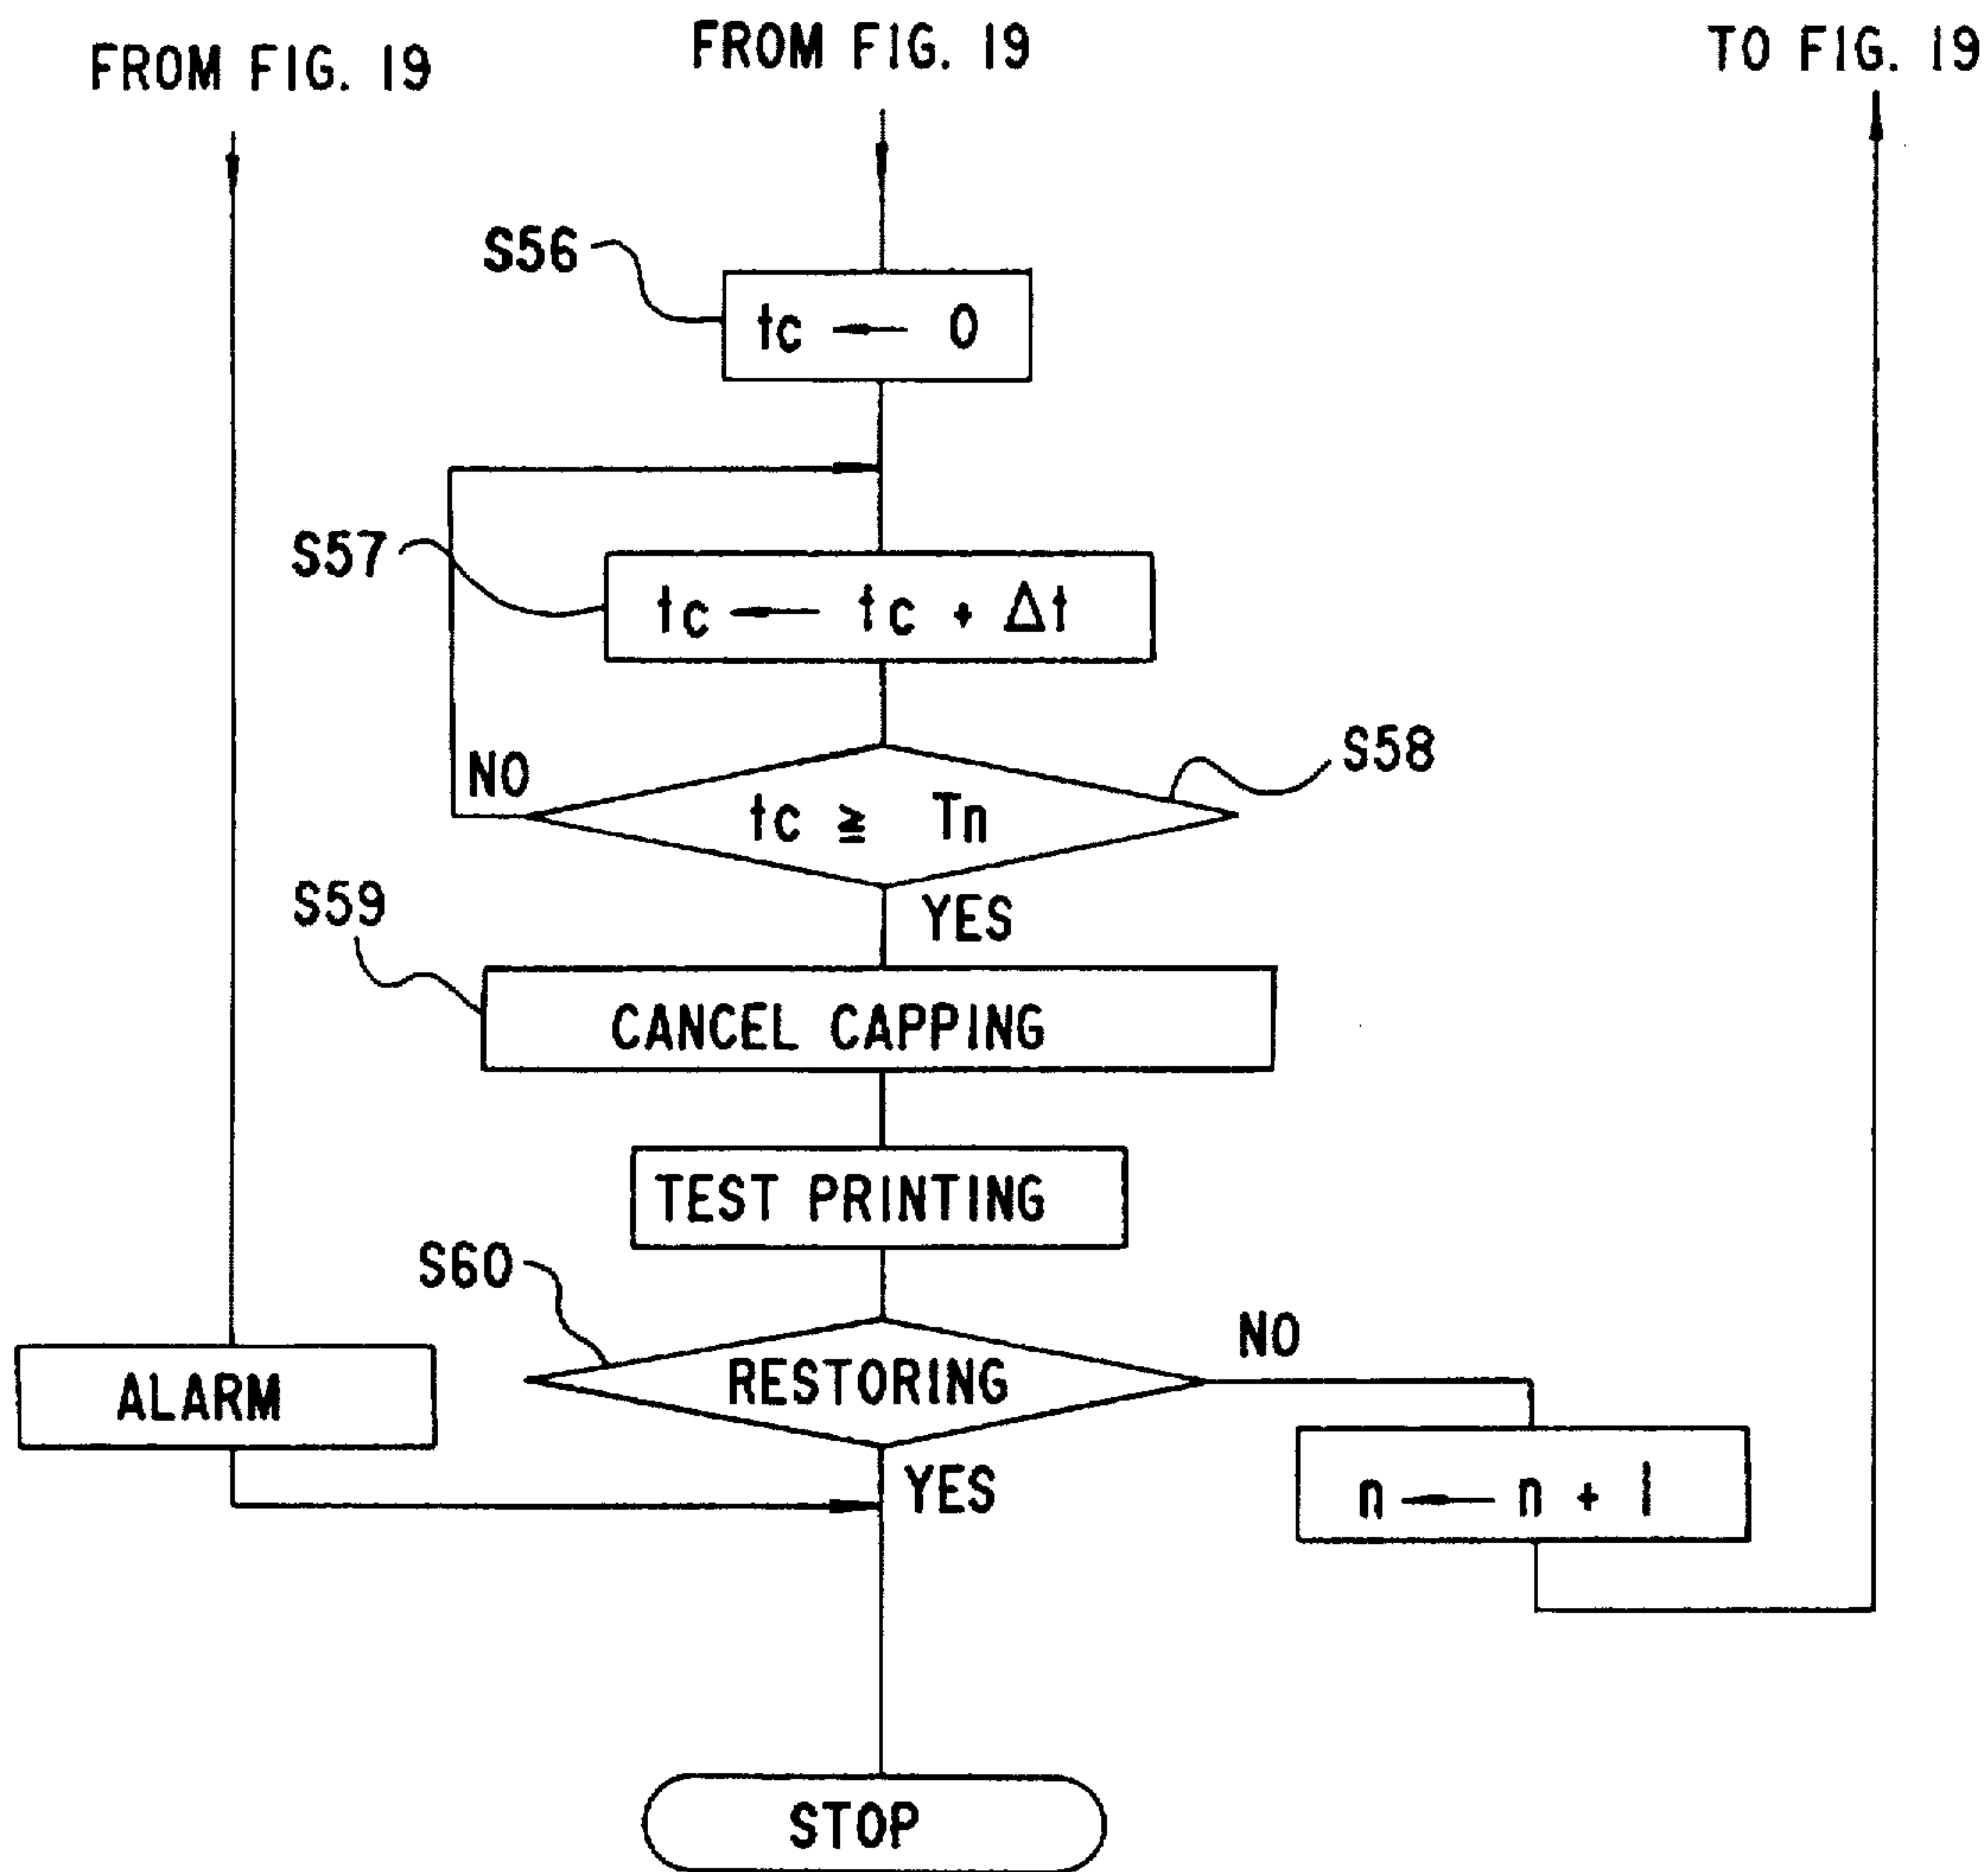 FROM FIG. 19
FROM FIG. 19
TO FIG. 19
S56
tc ← 0
S57
tc ← tc + Δt
S58
NO
tc ≧ Tn
YES
S59
CANCEL CAPPING
TEST PRINTING
S60
RESTORING
NO
ALARM
YES
n ← n + 1
STOP